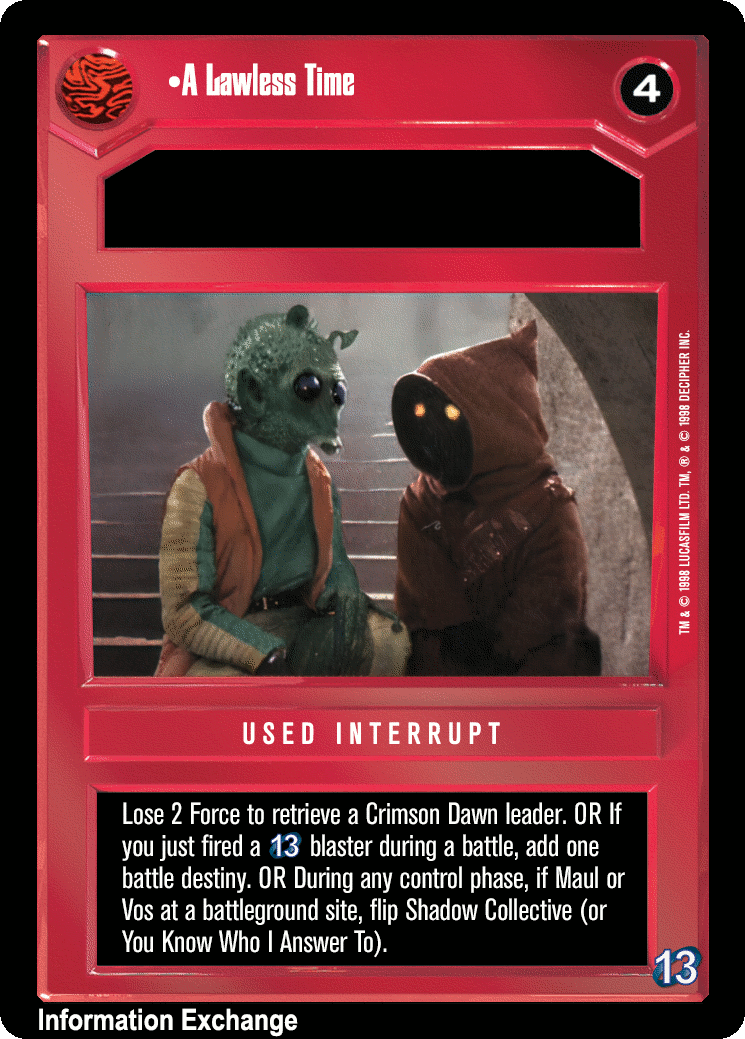 •A Lawless Time
4
TM & © 1998 LUCASFILM LTD. TM, ® & © 1998 DECIPHER INC.
USED INTERRUPT
Lose 2 Force to retrieve a Crimson Dawn leader. OR If
you just fired a 13 blaster during a battle, add one
battle destiny. OR During any control phase, if Maul or
Vos at a battleground site, flip Shadow Collective (or
You Know Who I Answer To).
13
Information Exchange